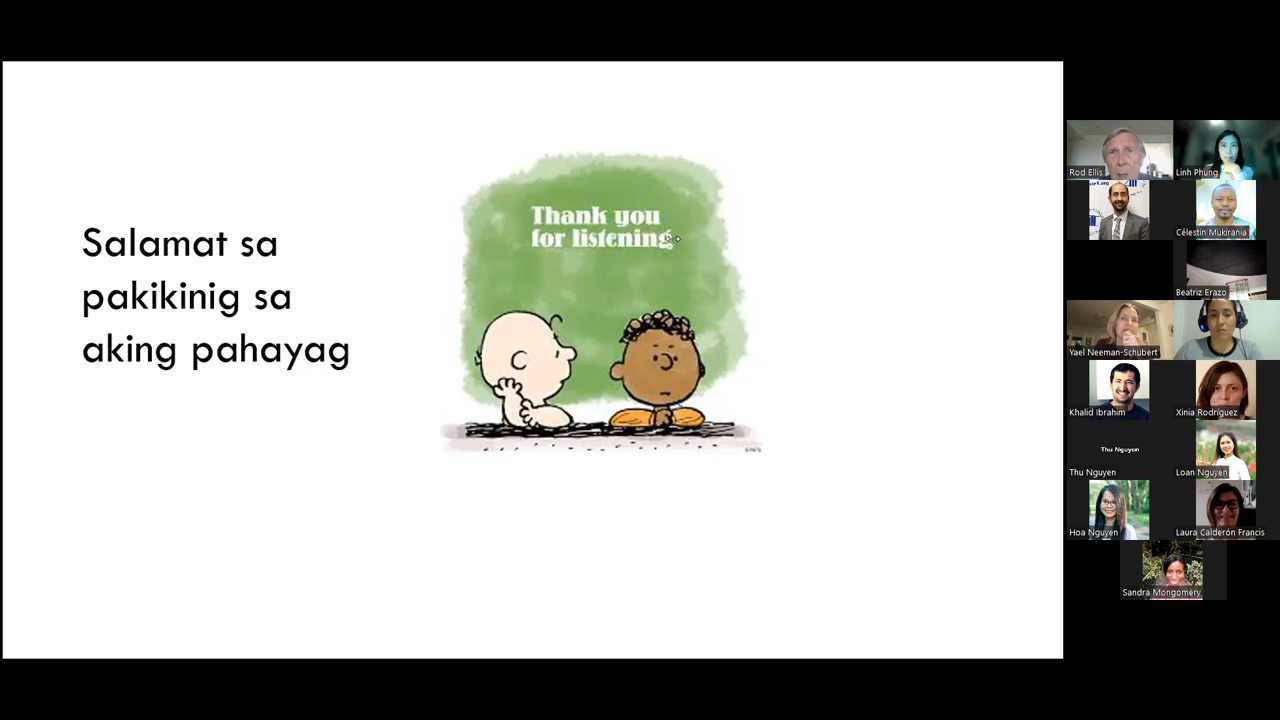 Salamat sa
pakikinig sa
aking pahayag
Thank you
for listening
Rod Ellis
Linh Phung
Célestin Mukirania
Beatriz Erazo
Yael Neeman-Schubert
Khalid Ibrahim
Xinia Rodríguez
Thu Nguyen
Thu Nguyen
Loan Nguyen
Hoa Nguyen
Laura Calderón Francis
Sandra Mongomery